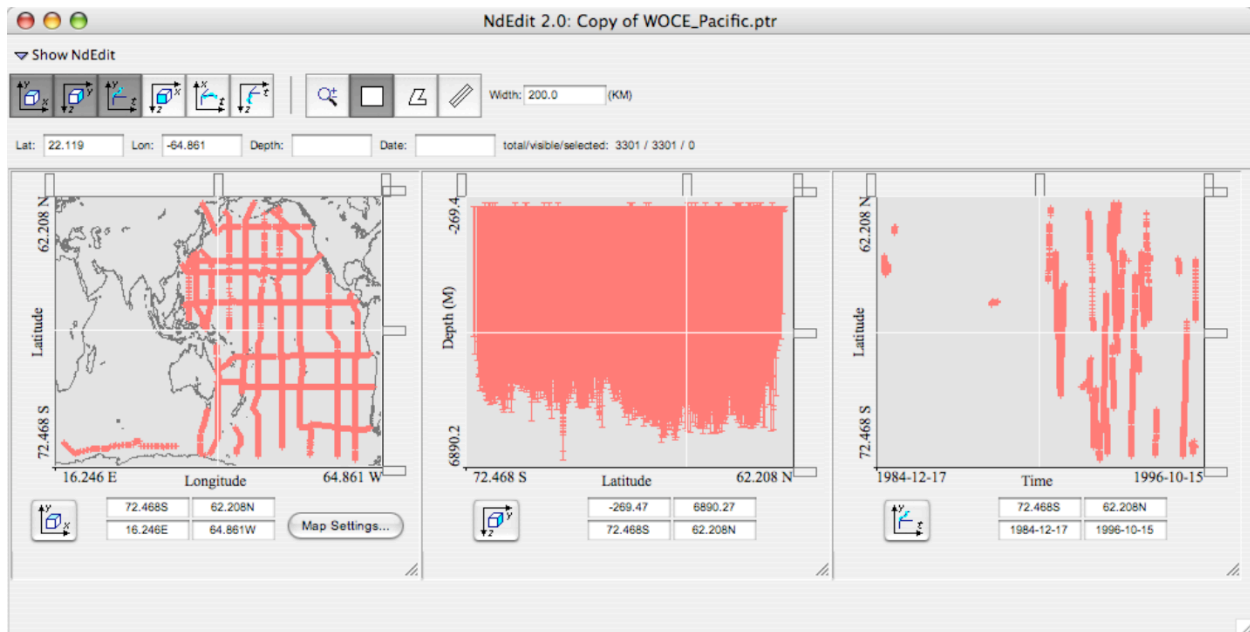 NdEdit 2.0: Copy of WOCE_Pacific.ptr
Show NdEdit
y x
z y
y t
z x
x t
z t
Width: 200.0 (KM)
Lat: 22.119 Lon: -64.861 Depth: Date: total/visible/selected: 3301 / 3301 / 0
62.208 N
Latitude
72.468 S
16.246 E Longitude 64.861 W
y x
72.468S 62.208N
16.246E 64.861W
Map Settings...
-269.4
Depth (M)
6890.2
72.468 S Latitude 62.208 N
z y
-269.47 6890.27
72.468S 62.208N
62.208 N
Latitude
72.468 S
1984-12-17 Time 1996-10-15
y t
72.468S 62.208N
1984-12-17 1996-10-15